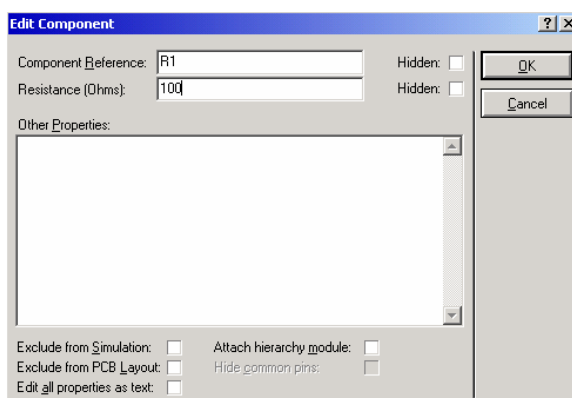 Edit Component
Component Reference: R1 Hidden: OK
Resistance (Ohms): 100 Hidden: Cancel
Other Properties:
Exclude from Simulation: Attach hierarchy module:
Exclude from PCB Layout: Hide common pins:
Edit all properties as text: